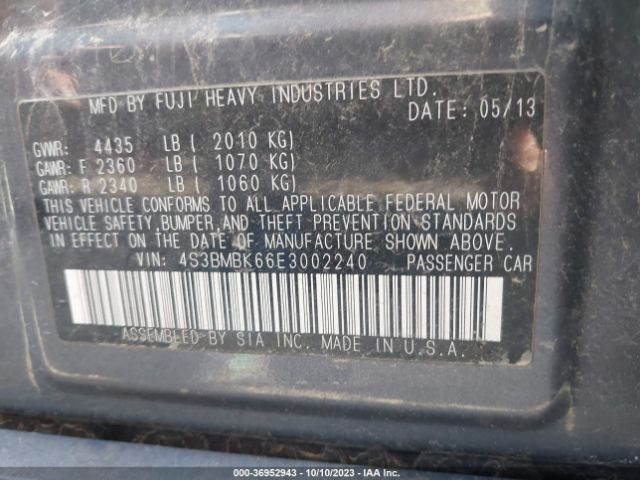 MFD BY FUJI HEAVY INDUSTRIES LTD.
DATE: 05/13
GVWR: 4435 LB ( 2010 KG)
GAWR: F 2360 LB ( 1070 KG)
GAWR: R 2340 LB ( 1060 KG)
THIS VEHICLE CONFORMS TO ALL APPLICABLE FEDERAL MOTOR
VEHICLE SAFETY, BUMPER, AND THEFT PREVENTION STANDARDS
IN EFFECT ON THE DATE OF MANUFACTURE SHOWN ABOVE.
VIN: 4S3BMBK66E3002240 PASSENGER CAR
ASSEMBLED BY SIA INC. MADE IN U.S.A.
000-36952943 - 10/10/2023 - IAA Inc.